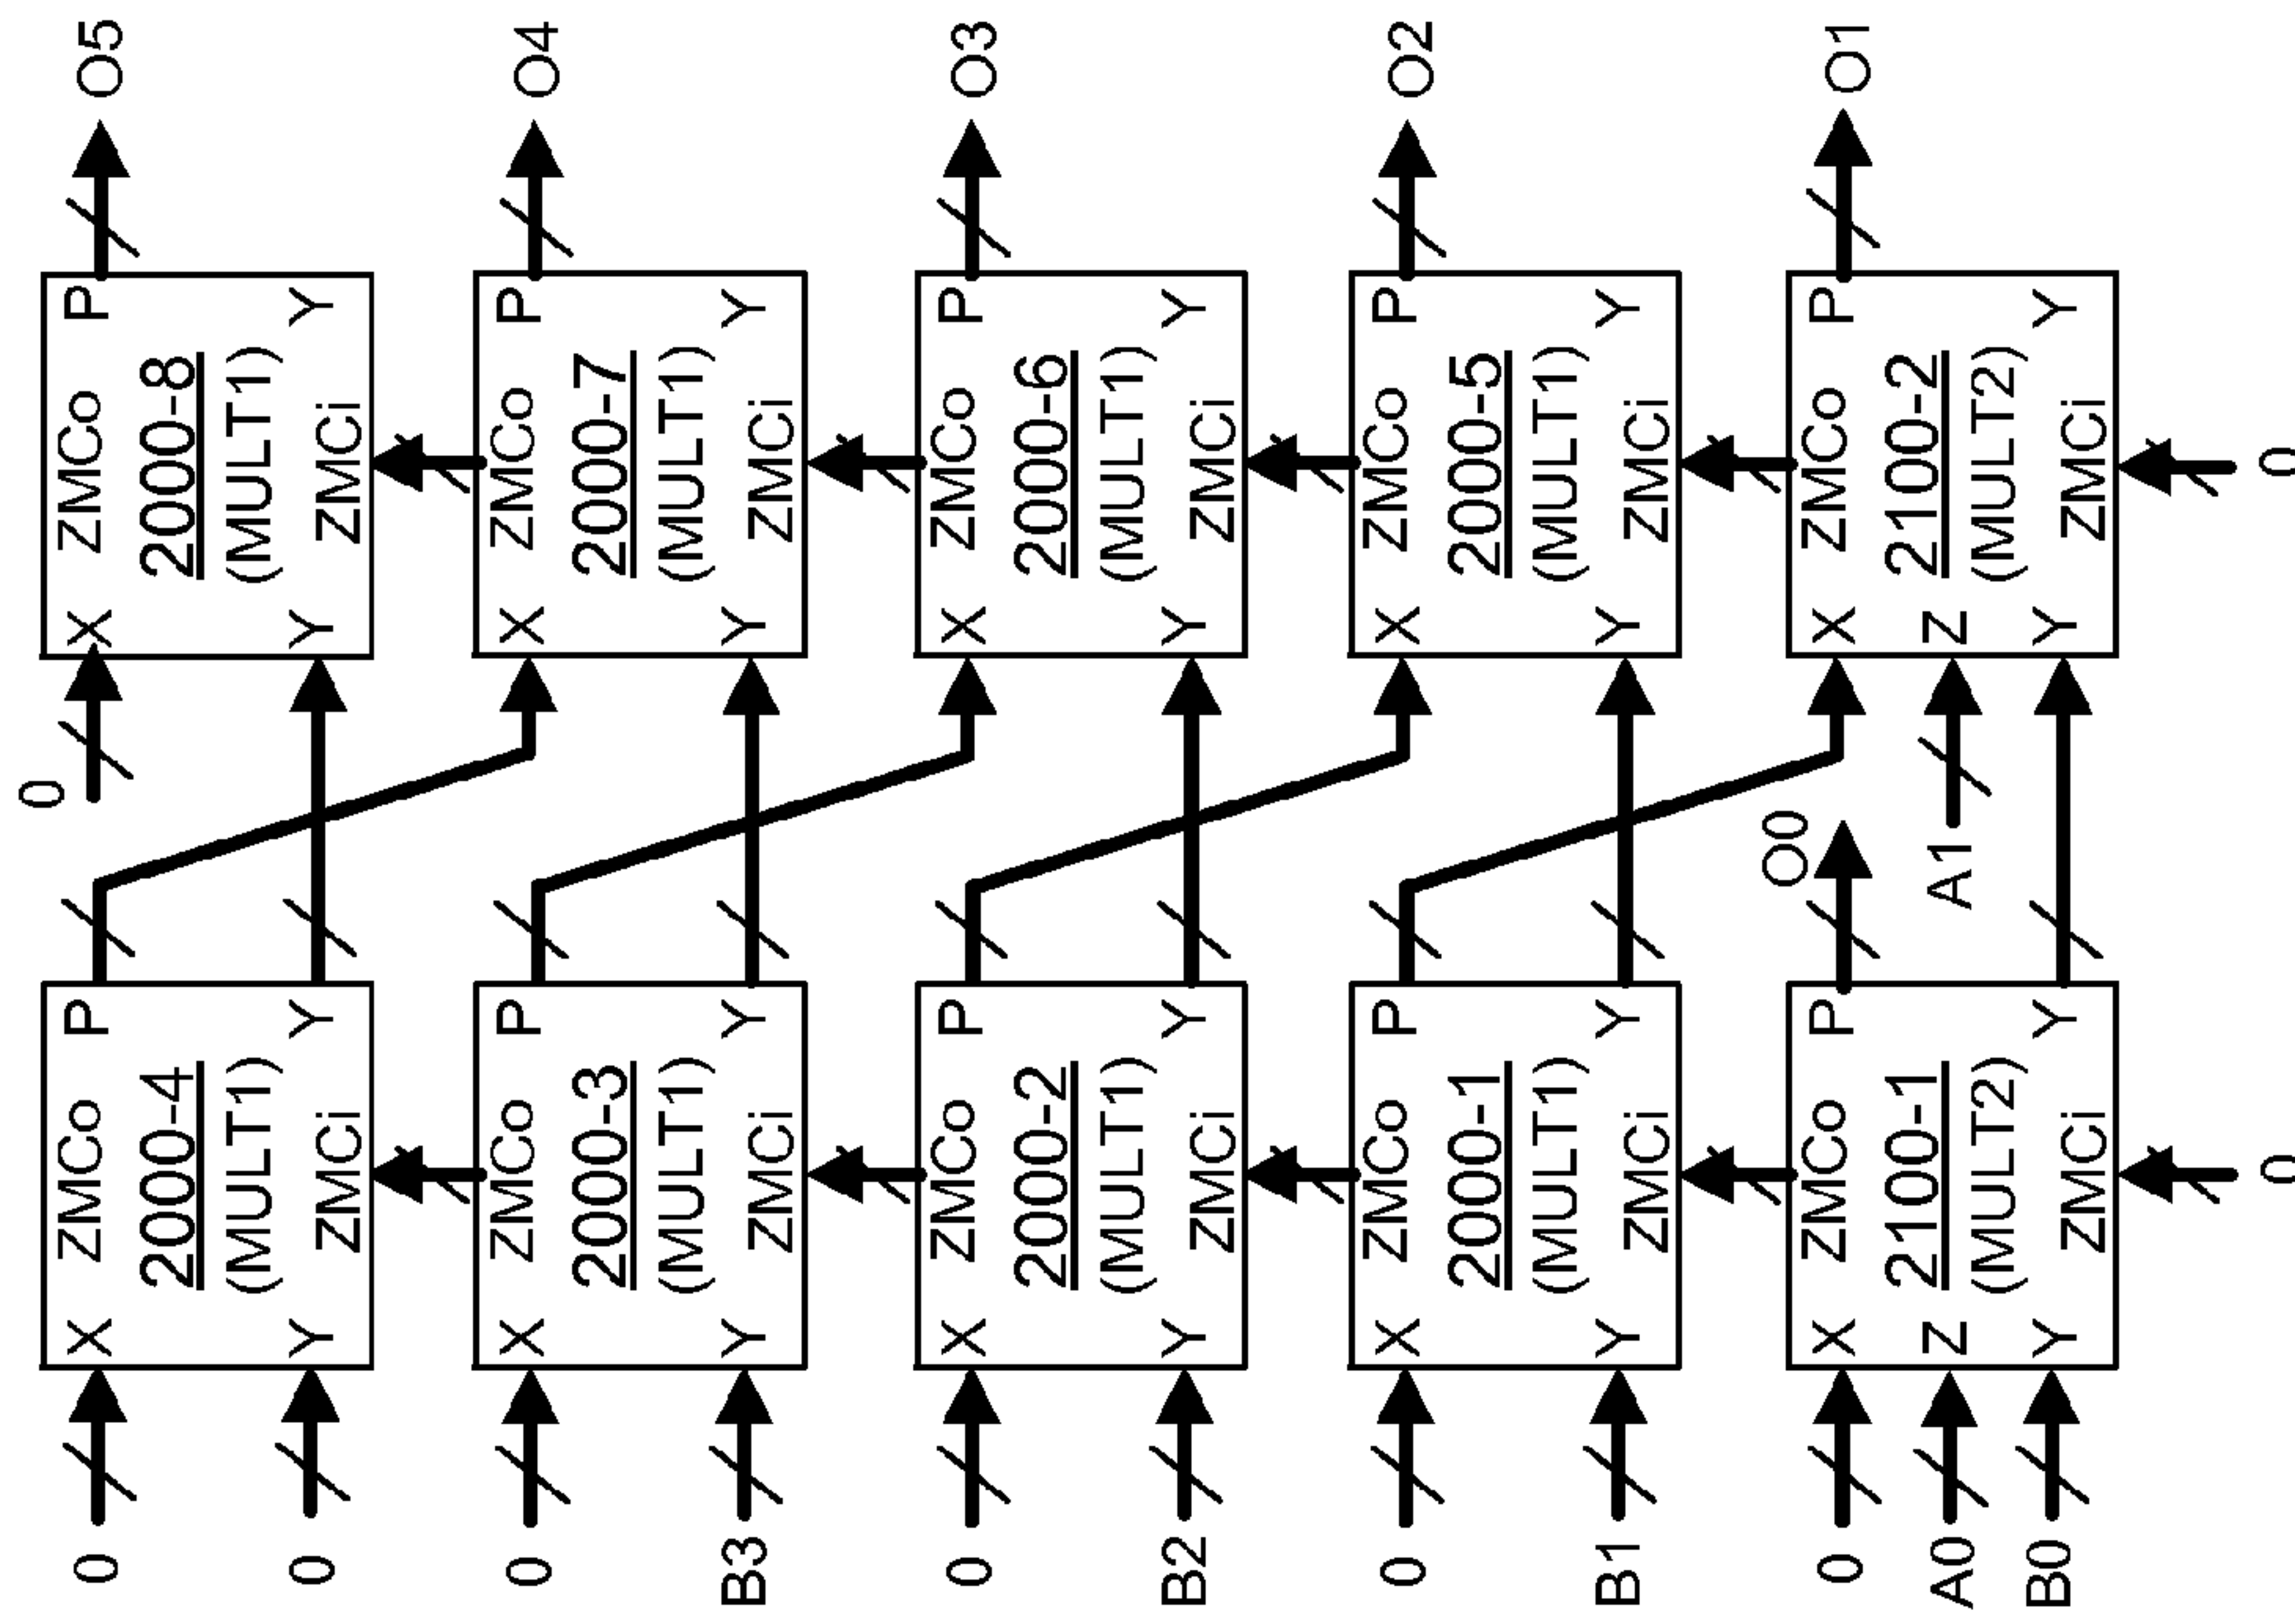 0
0 X ZMCo P X ZMCo P O5
2000-4 2000-8
(MULT1) (MULT1)
0 Y Y Y Y
ZMCi ZMCi
0 X ZMCo P X ZMCo P O4
2000-3 2000-7
(MULT1) (MULT1)
B3 Y Y Y Y
ZMCi ZMCi
0 X ZMCo P X ZMCo P O3
2000-2 2000-6
(MULT1) (MULT1)
B2 Y Y Y Y
ZMCi ZMCi
0 X ZMCo P X ZMCo P O2
2000-1 2000-5
(MULT1) (MULT1)
B1 Y Y Y Y
ZMCi ZMCi
O0
0 X ZMCo P X ZMCo P O1
2100-1 2100-2
A0 Z A1 Z
(MULT2) (MULT2)
B0 Y Y Y Y
ZMCi ZMCi
0 0